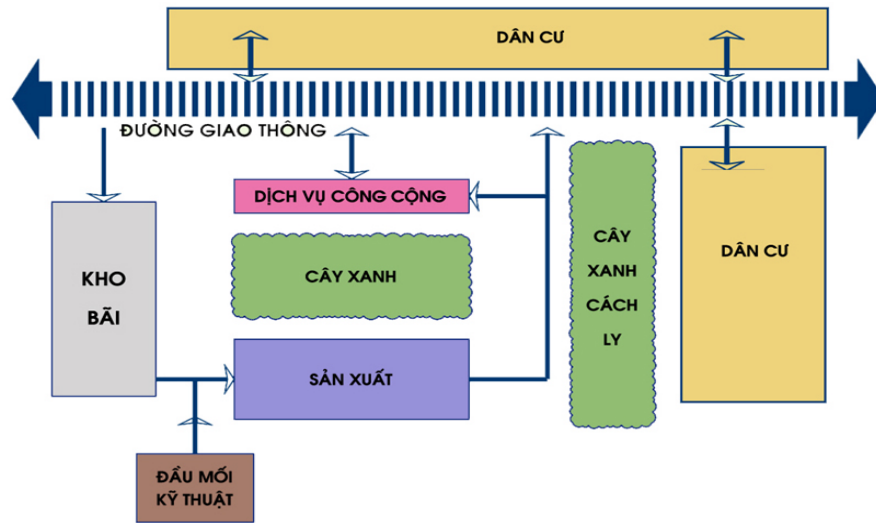 DÂN CƯ
ĐƯỜNG GIAO THÔNG
DỊCH VỤ CÔNG CỘNG
CÂY
XANH
CÁCH
LY
DÂN CƯ
KHO
BÃI
CÂY XANH
SẢN XUẤT
ĐẦU MỐI
KỸ THUẬT